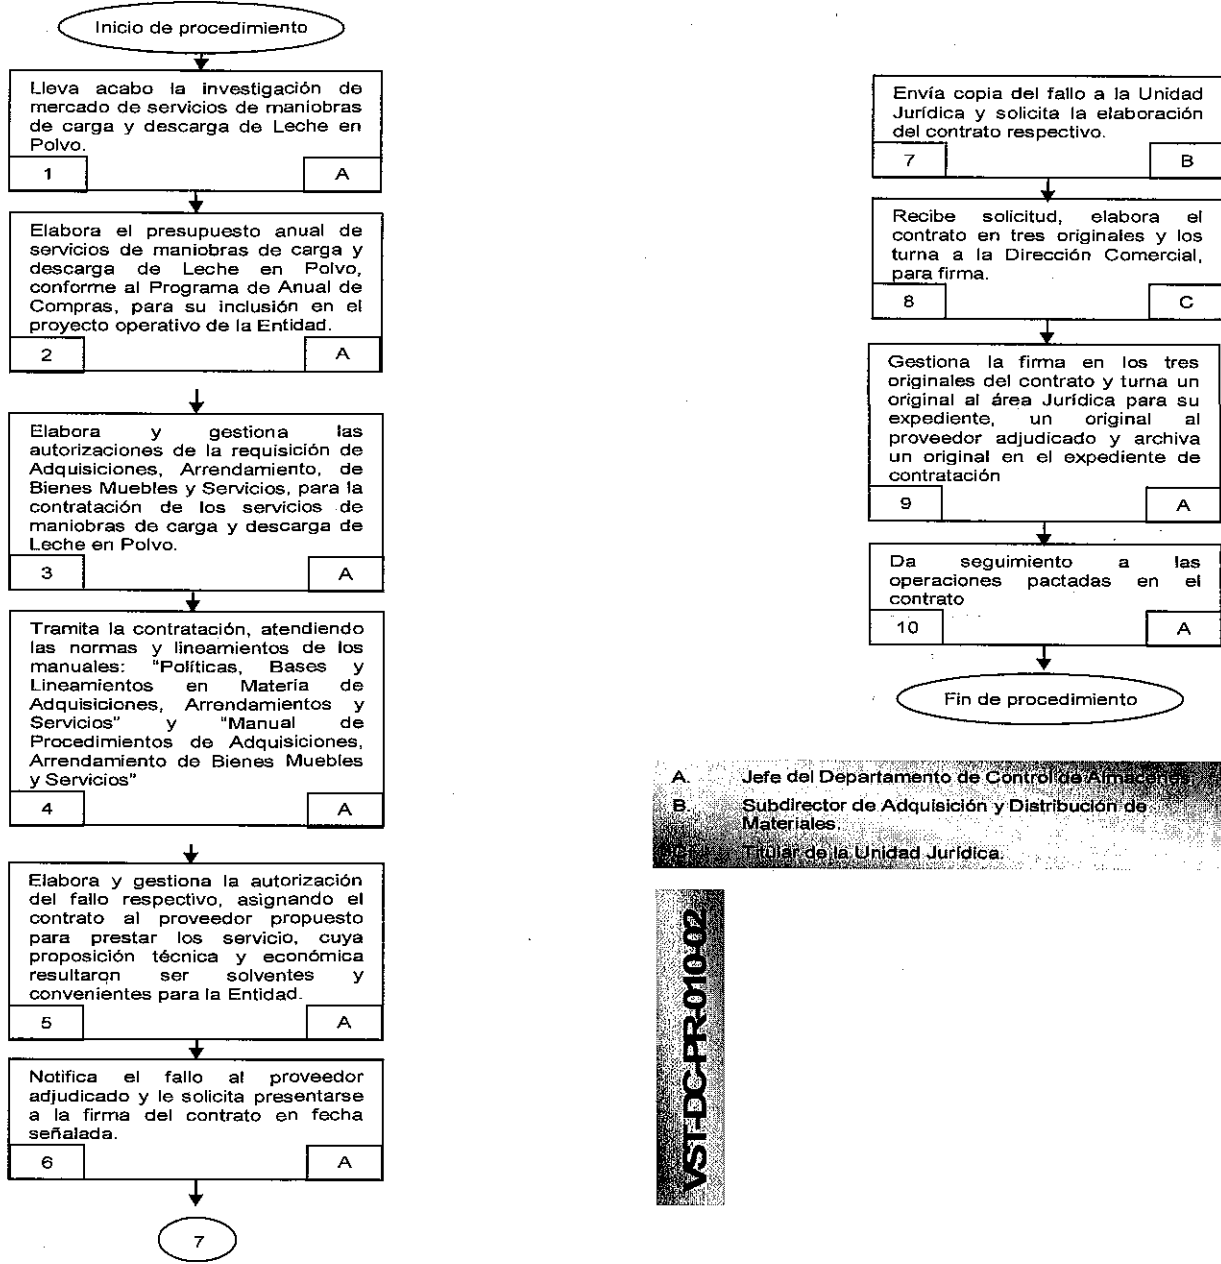 Inicio de procedimiento
Lleva acabo la investigación de
mercado de servicios de maniobras
de carga y descarga de Leche en
Polvo.
1
A
Elabora el presupuesto anual de
servicios de maniobras de carga y
descarga de Leche en Polvo,
conforme al Programa de Anual de
Compras, para su inclusión en el
proyecto operativo de la Entidad.
2
A
Elabora y gestiona las
autorizaciones de la requisición de
Adquisiciones, Arrendamiento, de
Bienes Muebles y Servicios, para la
contratación de los servicios de
maniobras de carga y descarga de
Leche en Polvo.
3
A
Tramita la contratación, atendiendo
las normas y lineamientos de los
manuales: "Políticas, Bases y
Lineamientos en Materia de
Adquisiciones, Arrendamientos y
Servicios" y "Manual de
Procedimientos de Adquisiciones,
Arrendamiento de Bienes Muebles
y Servicios"
4
A
Elabora y gestiona la autorización
del fallo respectivo, asignando el
contrato al proveedor propuesto
para prestar los servicio, cuya
proposición técnica y económica
resultaron ser solventes y
convenientes para la Entidad.
5
A
Notifica el fallo al proveedor
adjudicado y le solicita presentarse
a la firma del contrato en fecha
señalada.
6
A
7
Envía copia del fallo a la Unidad
Jurídica y solicita la elaboración
del contrato respectivo.
7
B
Recibe solicitud, elabora el
contrato en tres originales y los
turna a la Dirección Comercial,
para firma.
8
C
Gestiona la firma en los tres
originales del contrato y turna un
original al área Jurídica para su
expediente, un original al
proveedor adjudicado y archiva
un original en el expediente de
contratación
9
A
Da seguimiento a las
operaciones pactadas en el
contrato
10
A
Fin de procedimiento
A. Jefe del Departamento de Control de Almacenes.
B. Subdirector de Adquisición y Distribución de
Materiales.
C. Titular de la Unidad Jurídica.
VST-DC-PR-010-02